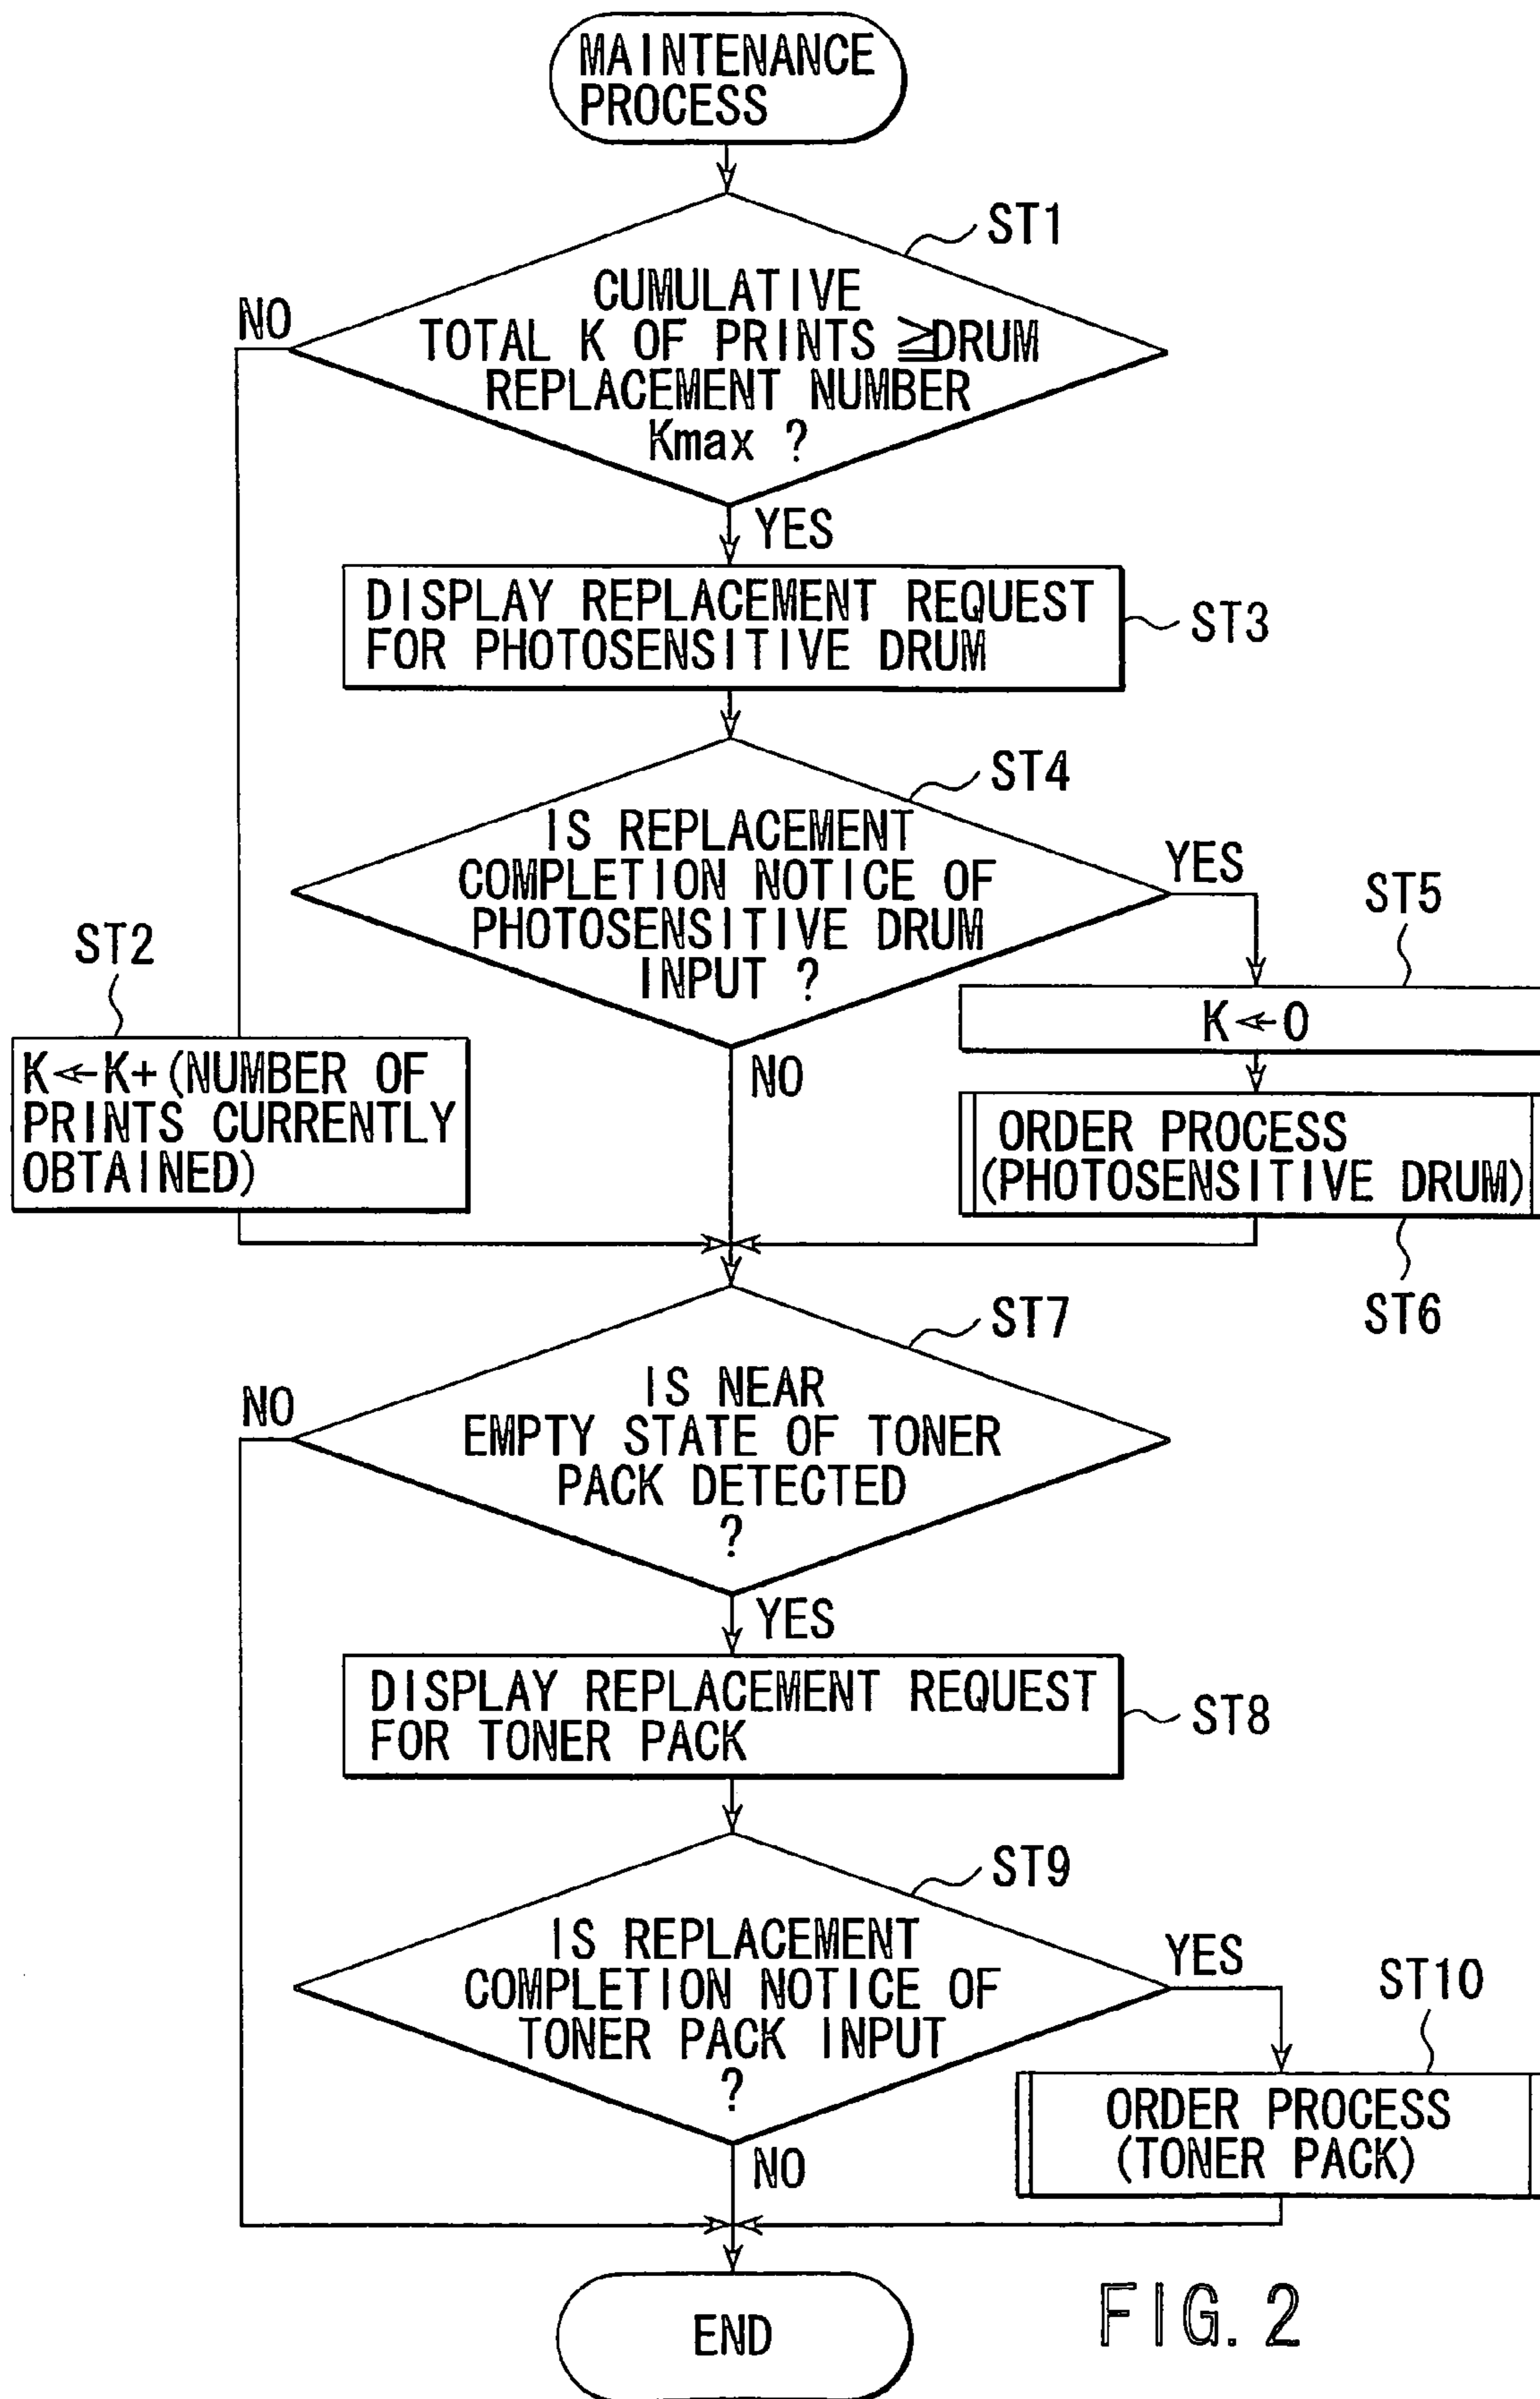 MAINTENANCE
PROCESS
ST1
CUMULATIVE
TOTAL K OF PRINTS ≧DRUM
REPLACEMENT NUMBER
Kmax ?
NO
YES
DISPLAY REPLACEMENT REQUEST
FOR PHOTOSENSITIVE DRUM
ST3
ST4
IS REPLACEMENT
COMPLETION NOTICE OF
PHOTOSENSITIVE DRUM
INPUT ?
YES
NO
ST5
K←0
ST2
K←K+(NUMBER OF
PRINTS CURRENTLY
OBTAINED)
ORDER PROCESS
(PHOTOSENSITIVE DRUM)
ST6
ST7
IS NEAR
EMPTY STATE OF TONER
PACK DETECTED
?
NO
YES
DISPLAY REPLACEMENT REQUEST
FOR TONER PACK
ST8
ST9
IS REPLACEMENT
COMPLETION NOTICE OF
TONER PACK INPUT
?
YES
NO
ST10
ORDER PROCESS
(TONER PACK)
END
FIG. 2